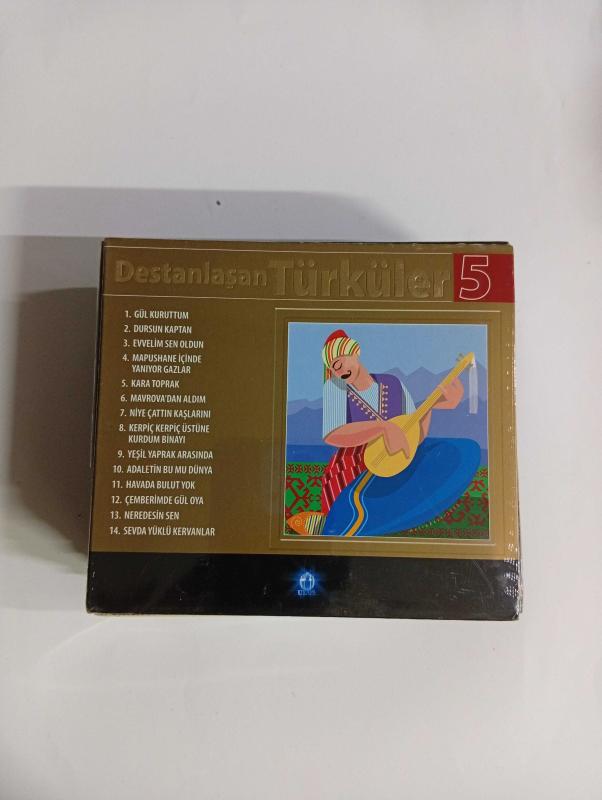 Destanlaşan Türküler 5
1. GÜL KURUTTUM
2. DURSUN KAPTAN
3. EVVELİM SEN OLDUN
4. MAPUSHANE İÇİNDE
YANIYOR GAZLAR
5. KARA TOPRAK
6. MAVROVA'DAN ALDIM
7. NİYE ÇATTIN KAŞLARINI
8. KERPİÇ KERPİÇ ÜSTÜNE
KURDUM BİNAYI
9. YEŞİL YAPRAK ARASINDA
10. ADALETİN BU MU DÜNYA
11. HAVADA BULUT YOK
12. ÇEMBERİMDE GÜL OYA
13. NEREDESİN SEN
14. SEVDA YÜKLÜ KERVANLAR